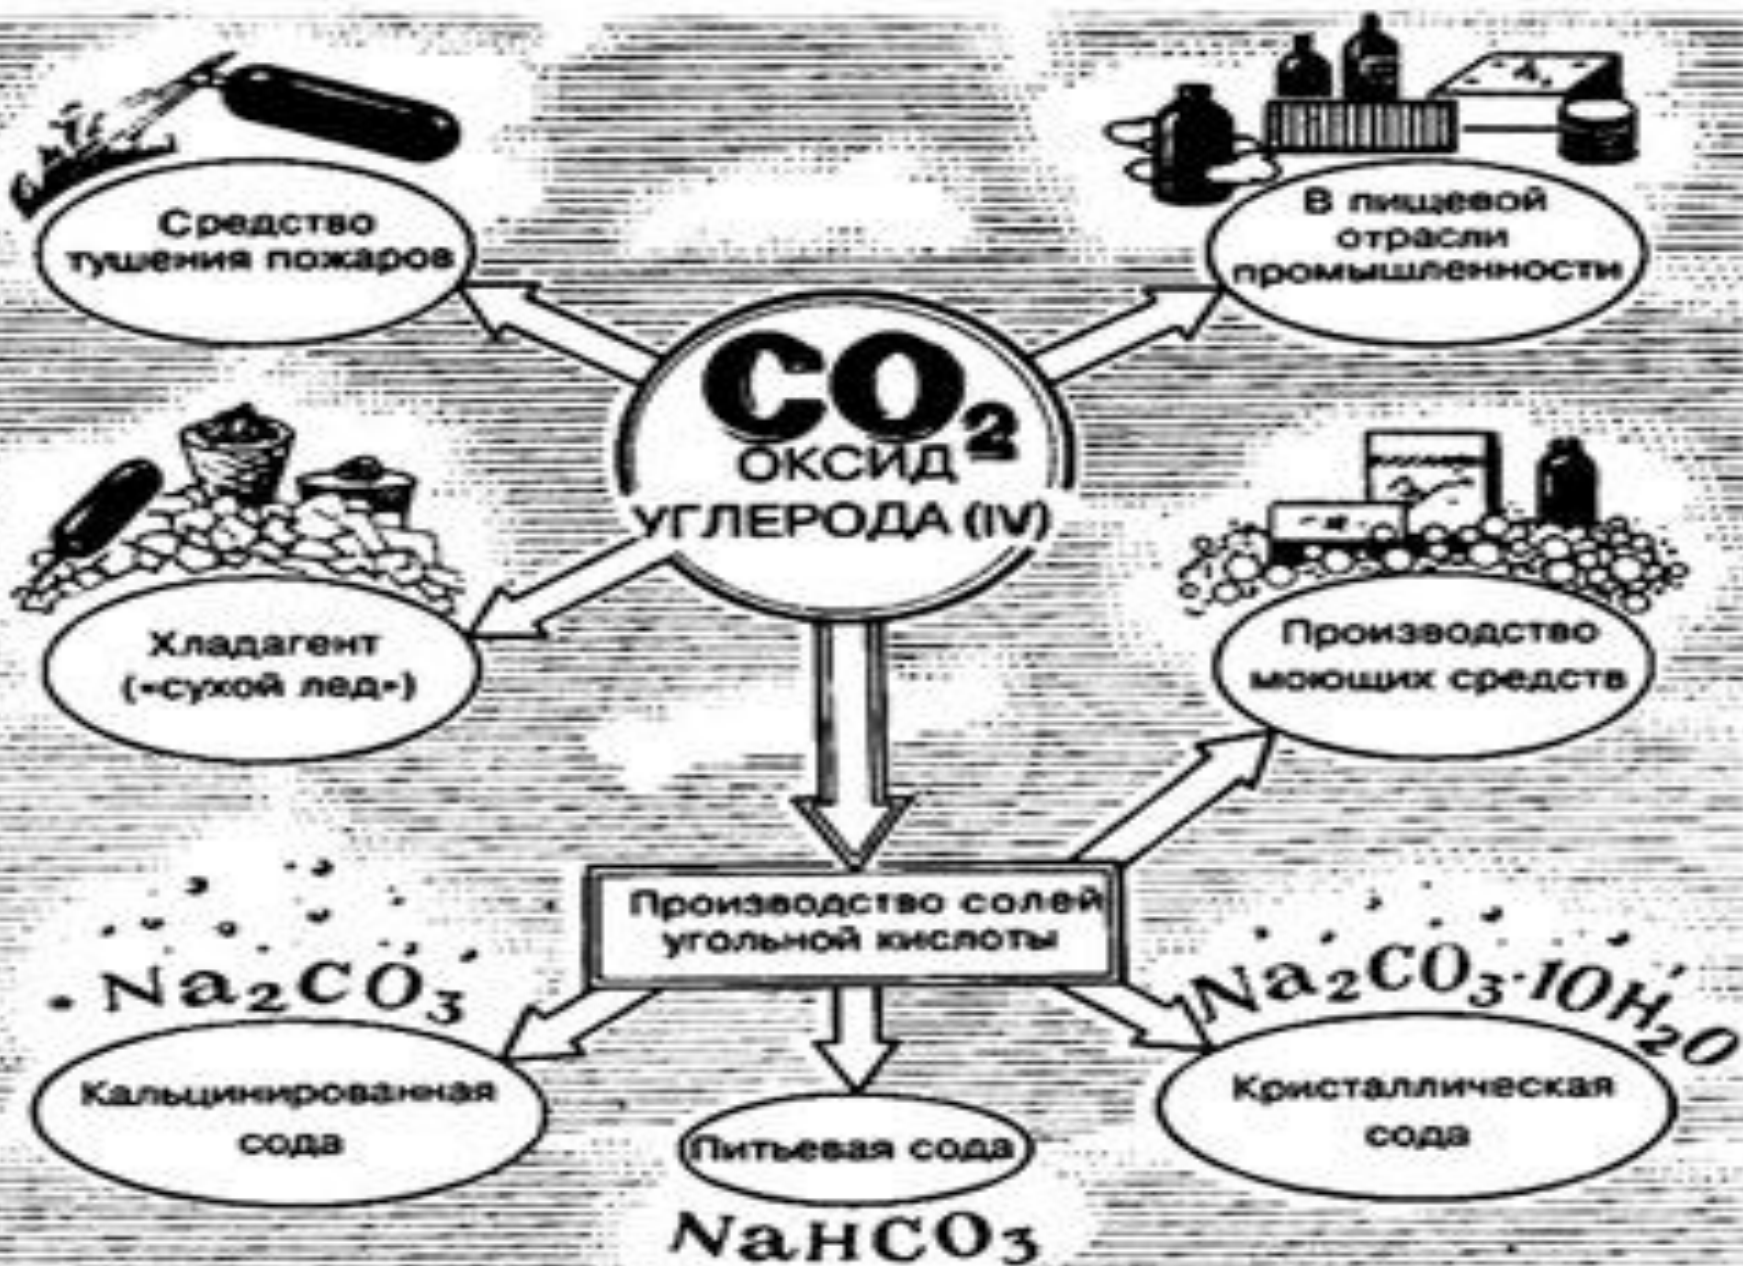 Средство
тушения пожаров
В пищевой
отрасли
промышленности
CO₂
ОКСИД
УГЛЕРОДА (IV)
Хладагент
(«сухой лед»)
Производство
моющих средств
Производство солей
угольной кислоты
Na₂CO₃
Кальцинированная
сода
Питьевая сода
NaHCO₃
Na₂CO₃·10H₂O
Кристаллическая
сода